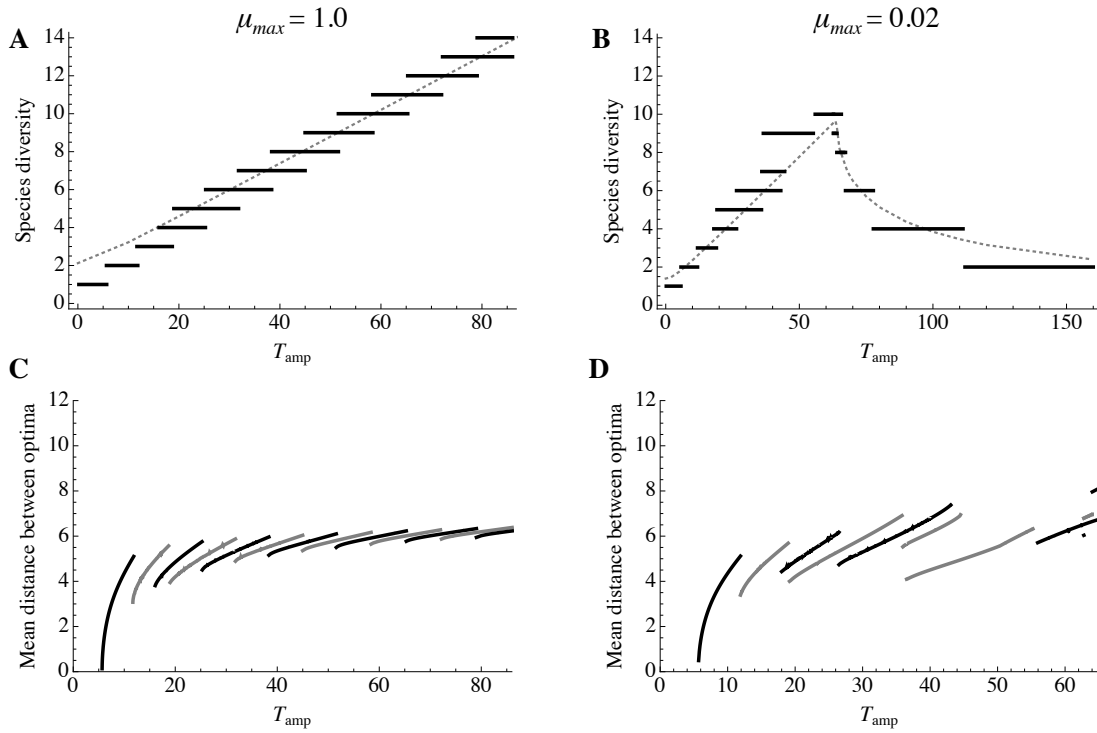 μmax = 1.0
μmax = 0.02
A
14
12
10
8
6
4
2
0
Species diversity
0 20 40 60 80
Tamp
B
14
12
10
8
6
4
2
0
Species diversity
0 50 100 150
Tamp
C
12
10
8
6
4
2
0
Mean distance between optima
0 20 40 60 80
Tamp
D
12
10
8
6
4
2
0
Mean distance between optima
0 10 20 30 40 50 60
Tamp